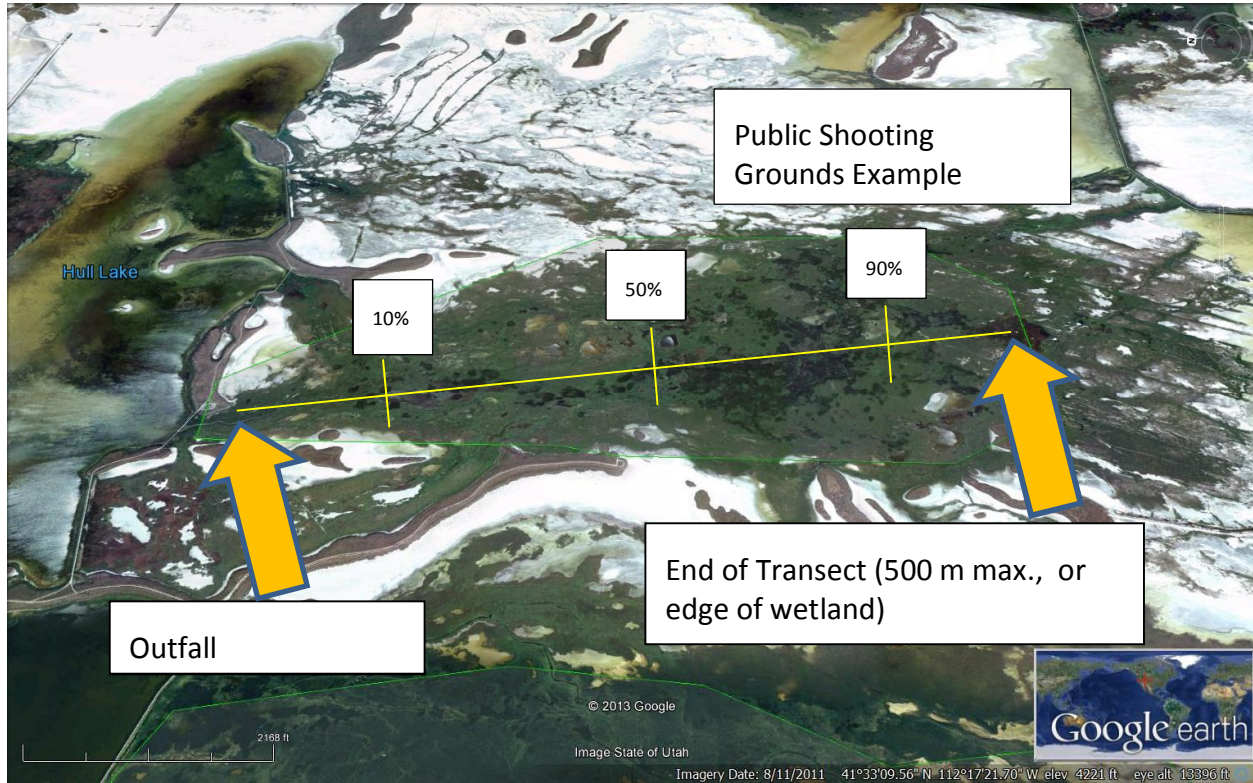 Public Shooting
Grounds Example
Hull Lake
10%
50%
90%
End of Transect (500 m max.,  or
edge of wetland)
Outfall
2168 ft
© 2013 Google
Image State of Utah
Google earth
Imagery Date: 8/11/2011 41°33'09.56" N 112°17'21.70" W elev 4221 ft eye alt 13396 ft
N